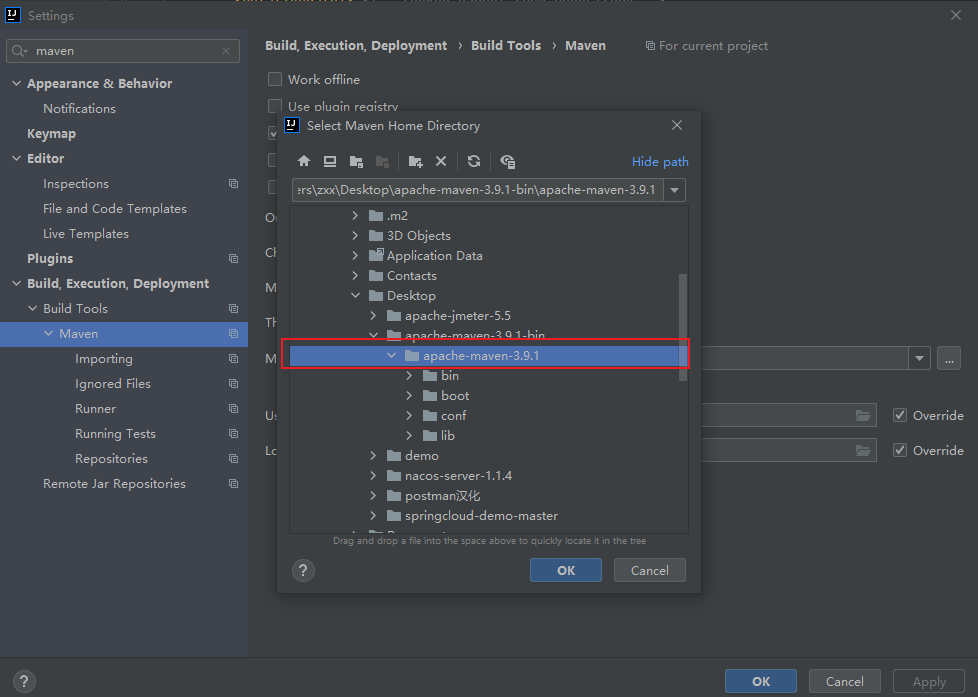 Settings
maven
Appearance & Behavior
Notifications
Keymap
Editor
Inspections
File and Code Templates
Live Templates
Plugins
Build, Execution, Deployment
Build Tools
Maven
Importing
Ignored Files
Runner
Running Tests
Repositories
Remote Jar Repositories
Build, Execution, Deployment › Build Tools › Maven For current project
Work offline
Use plugin registry
Select Maven Home Directory
Hide path
ers\zxx\Desktop\apache-maven-3.9.1-bin\apache-maven-3.9.1
.m2
3D Objects
Application Data
Contacts
Desktop
apache-jmeter-5.5
apache-maven-3.9.1-bin
apache-maven-3.9.1
bin
boot
conf
lib
demo
nacos-server-1.1.4
postman汉化
springcloud-demo-master
Drag and drop a file into the space above to quickly locate it in the tree
? OK Cancel
...
Override
Override
? OK Cancel Apply